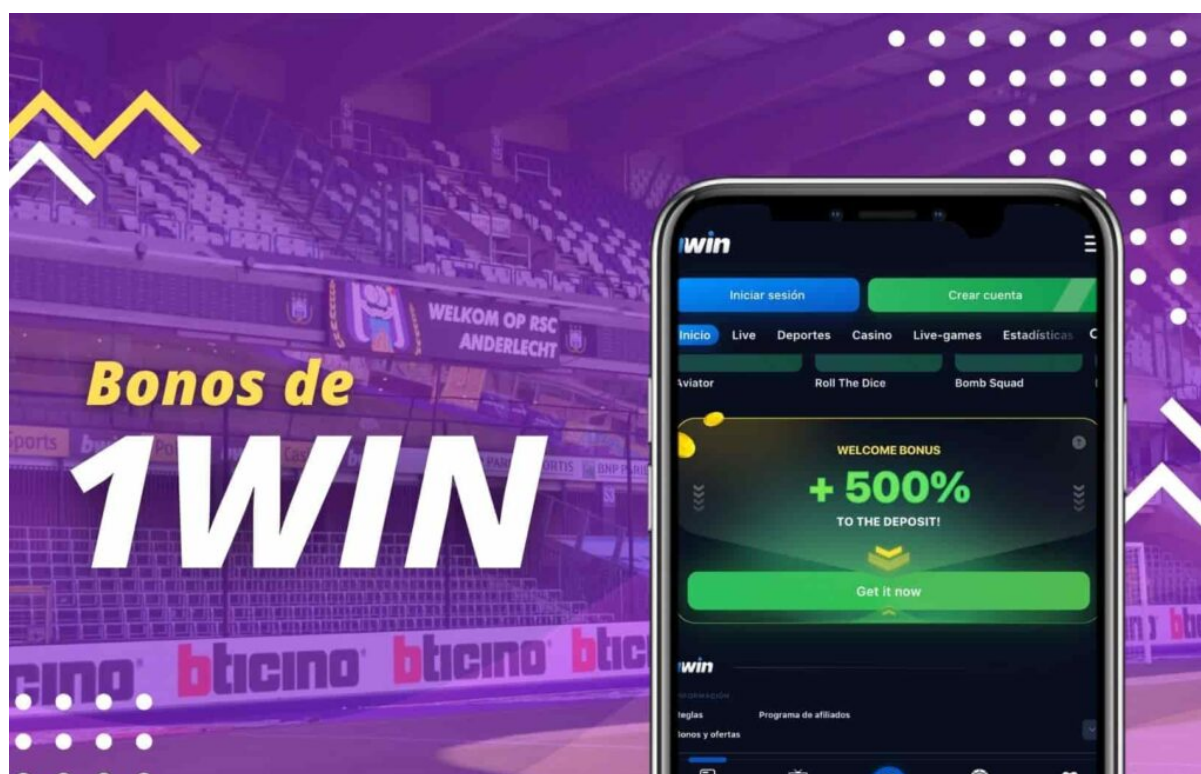 WELKOM OP RSC
ANDERLECHT
Bonos de
1WIN
bticino
bticino
win
Iniciar sesión
Crear cuenta
Inicio
Live
Deportes
Casino
Live-games
Estadísticas
Aviator
Roll The Dice
Bomb Squad
WELCOME BONUS
+ 500%
TO THE DEPOSIT!
Get it now
win
Programa de afiliados